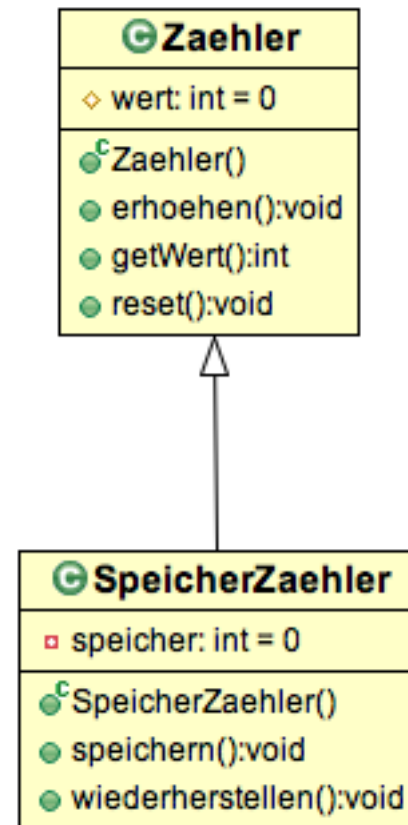 C Zaehler
wert: int = 0
c Zaehler()
erhoehen():void
getWert():int
reset():void
C SpeicherZaehler
speicher: int = 0
c SpeicherZaehler()
speichern():void
wiederherstellen():void